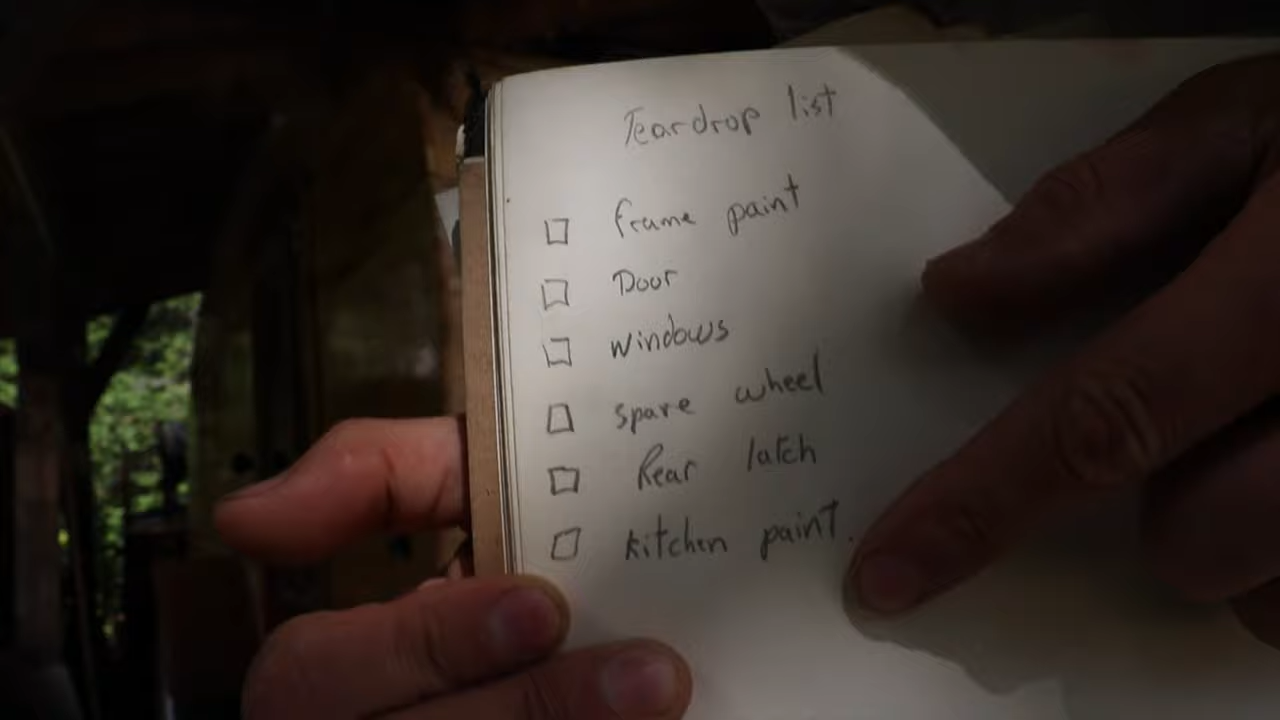 Teardrop list
frame paint
Door
windows
spare wheel
Rear latch
kitchen paint.